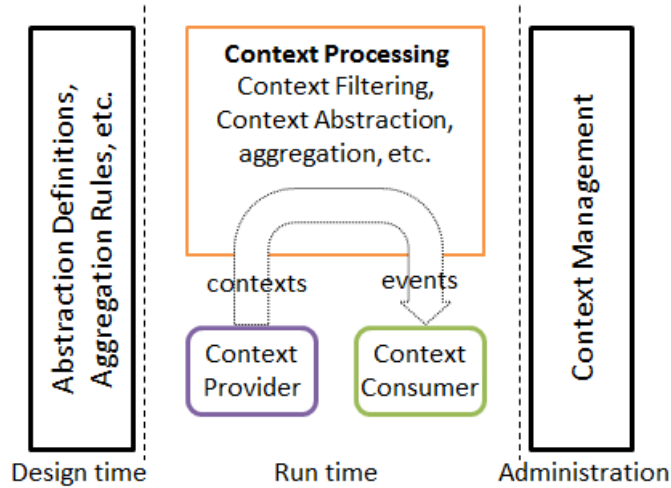 Abstraction Definitions,
Aggregation Rules, etc.
Context Processing
Context Filtering,
Context Abstraction,
aggregation, etc.
contexts
events
Context
Provider
Context
Consumer
Context Management
Design time
Run time
Administration